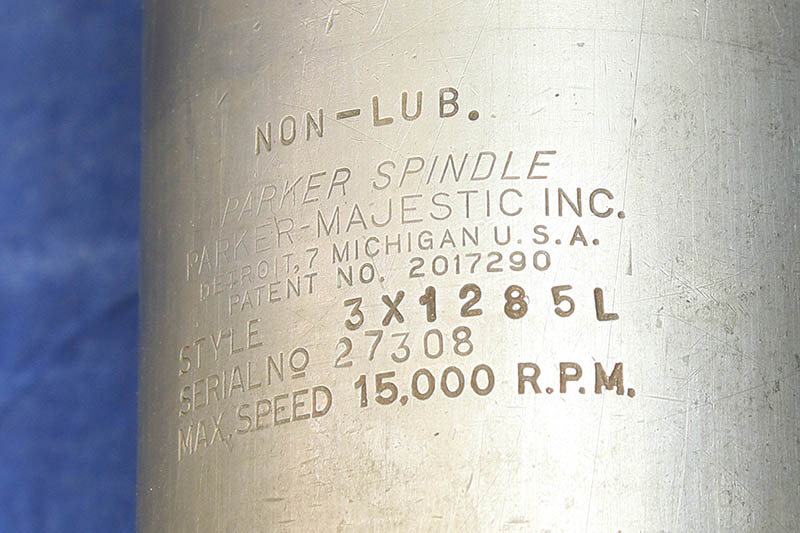 NON-LUB.
PARKER SPINDLE
PARKER-MAJESTIC INC.
DETROIT, 7 MICHIGAN U.S.A.
PATENT NO. 2017290
STYLE 3X1285L
SERIAL NO 27308
MAX. SPEED 15,000 R.P.M.